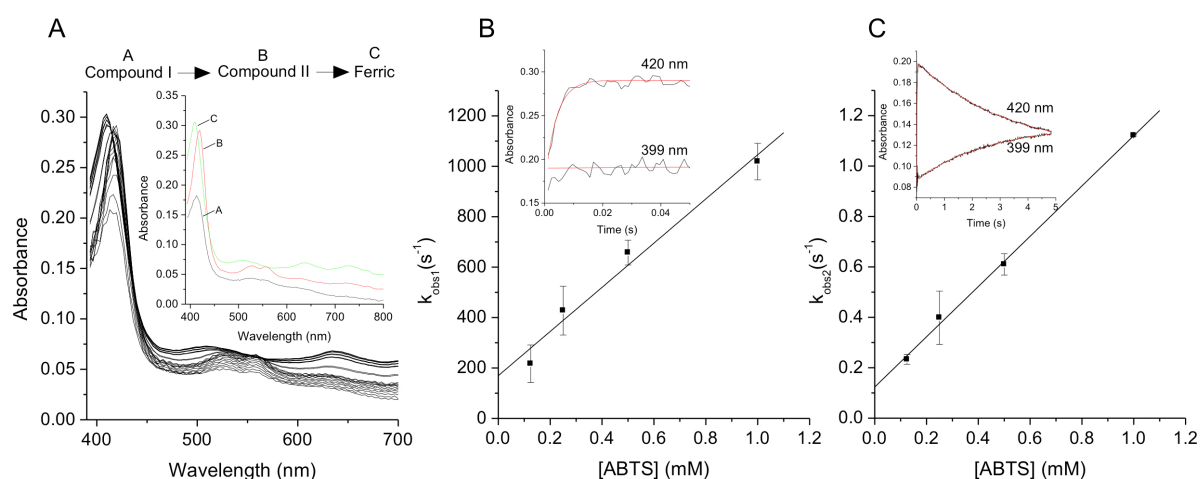 A
A B C
Compound I Compound II Ferric
0.30
0.25
0.20
0.15
0.10
0.05
0.00
400 500 600 700
Absorbance
Wavelength (nm)
0.35
0.30
0.25
0.20
0.15
0.10
0.05
0.00
400 450 500 550 600 650 700 750 800
Absorbance
Wavelength (nm)
C
B
A
B
1200
1000
800
600
400
200
0
0.0 0.2 0.4 0.6 0.8 1.0 1.2
kobs1(s-1)
[ABTS] (mM)
0.30
0.25
0.20
0.15
0.00 0.02 0.04
Absorbance
Time (s)
420 nm
399 nm
C
1.2
1.0
0.8
0.6
0.4
0.2
0.0
0.0 0.2 0.4 0.6 0.8 1.0 1.2
kobs2(s-1)
[ABTS] (mM)
0.20
0.18
0.16
0.14
0.12
0.10
0.08
0 1 2 3 4 5
Absorbance
Time (s)
420 nm
399 nm